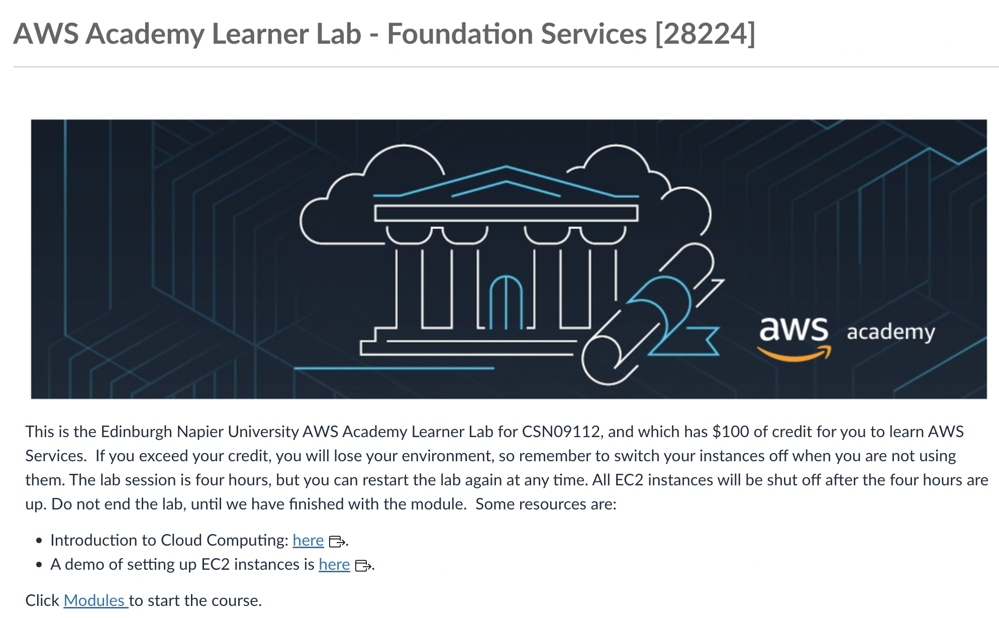 AWS Academy Learner Lab - Foundation Services [28224]
aws academy
This is the Edinburgh Napier University AWS Academy Learner Lab for CSN09112, and which has $100 of credit for you to learn AWS
Services.  If you exceed your credit, you will lose your environment, so remember to switch your instances off when you are not using
them. The lab session is four hours, but you can restart the lab again at any time. All EC2 instances will be shut off after the four hours are
up. Do not end the lab, until we have finished with the module.  Some resources are:
• Introduction to Cloud Computing: here.
• A demo of setting up EC2 instances is here.
Click Modules to start the course.